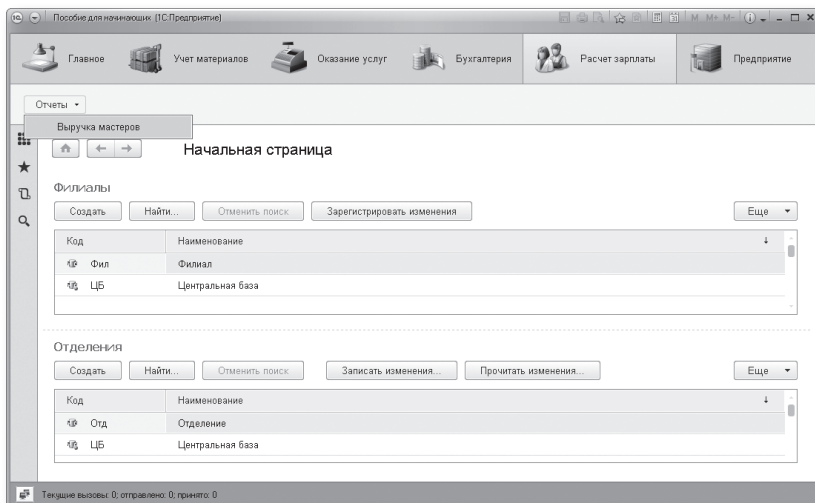 Пособие для начинающих (1С:Предприятие)
M M+ M-
Главное Учет материалов Оказание услуг Бухгалтерия Расчет зарплаты Предприятие
Отчеты
Выручка мастеров
Начальная страница
Филиалы
Создать Найти... Отменить поиск Зарегистрировать изменения Еще
Код Наименование
Фил Филиал
ЦБ Центральная база
Отделения
Создать Найти... Отменить поиск Записать изменения... Прочитать изменения... Еще
Код Наименование
Отд Отделение
ЦБ Центральная база
Текущие вызовы: 0; отправлено: 0; принято: 0